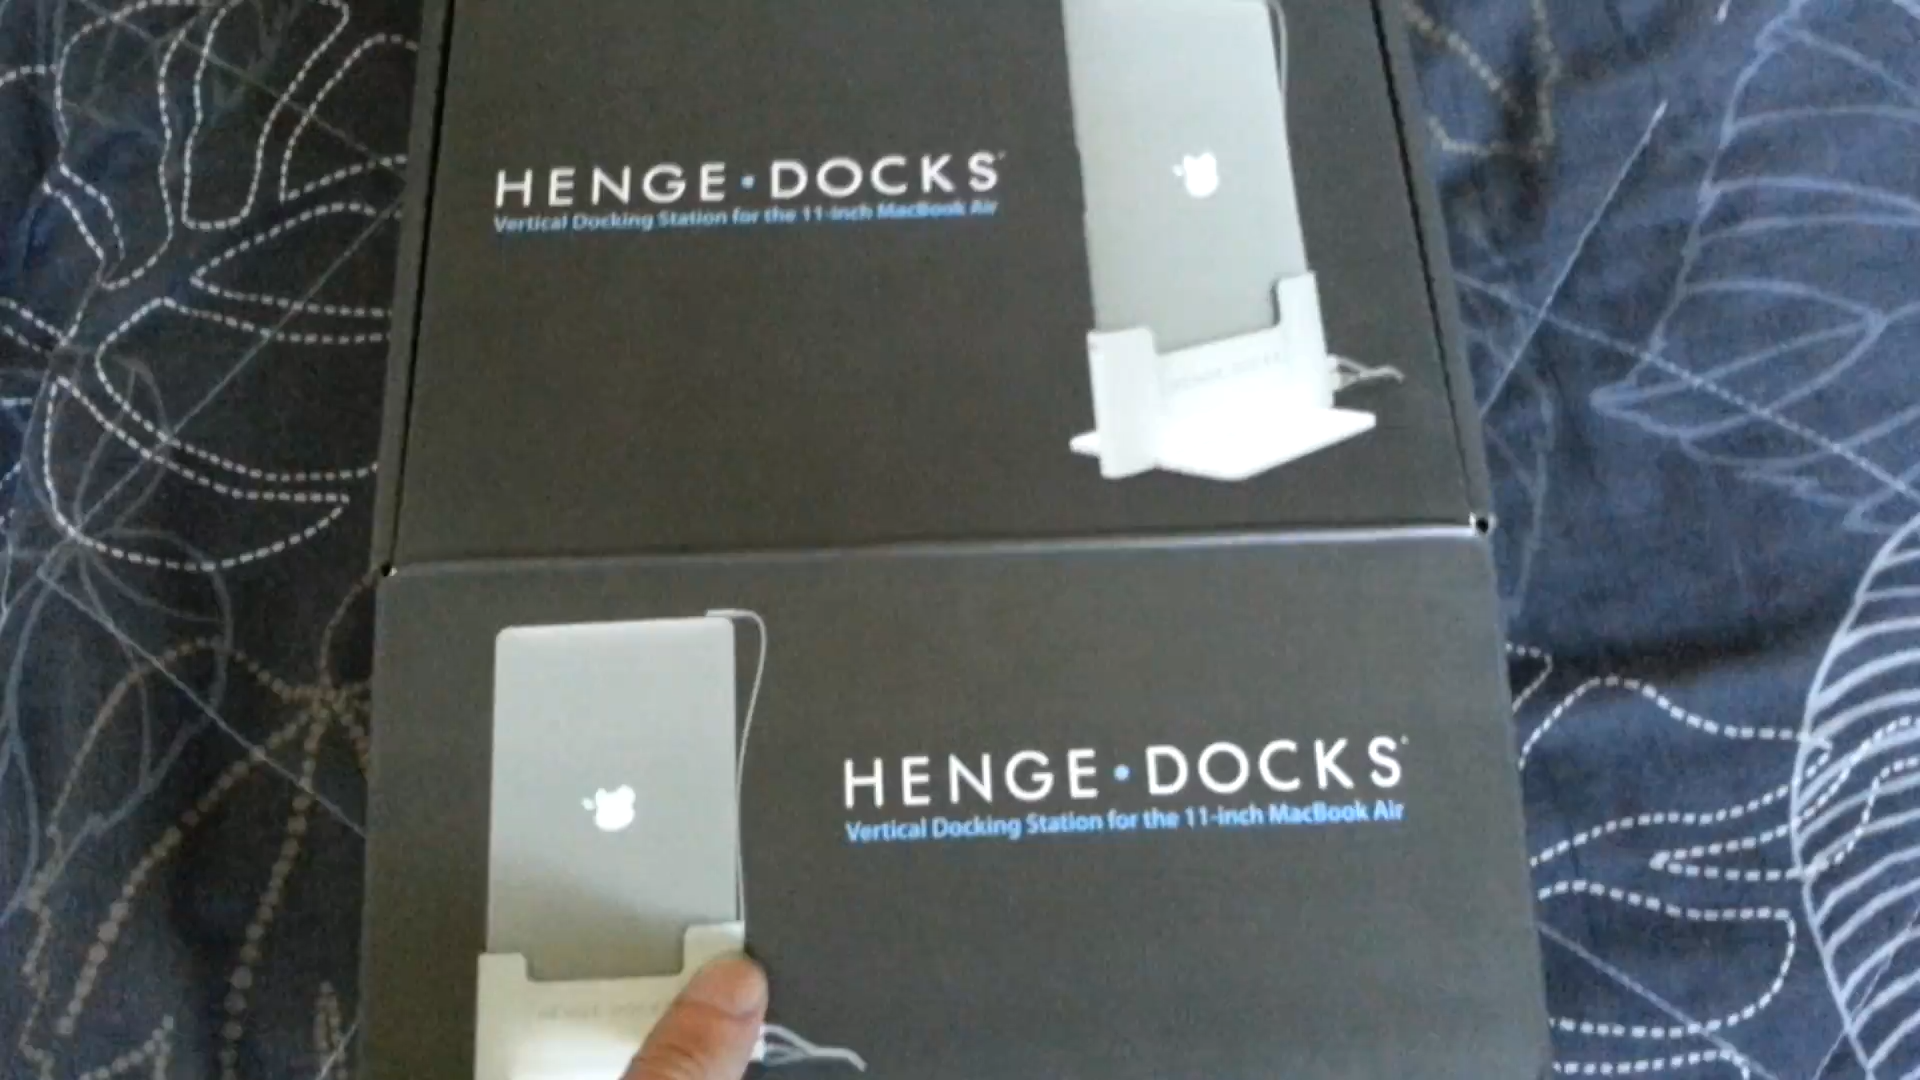 HENGE·DOCKS
Vertical Docking Station for the 11-inch MacBook Air
HENGE·DOCKS
Vertical Docking Station for the 11-inch MacBook Air